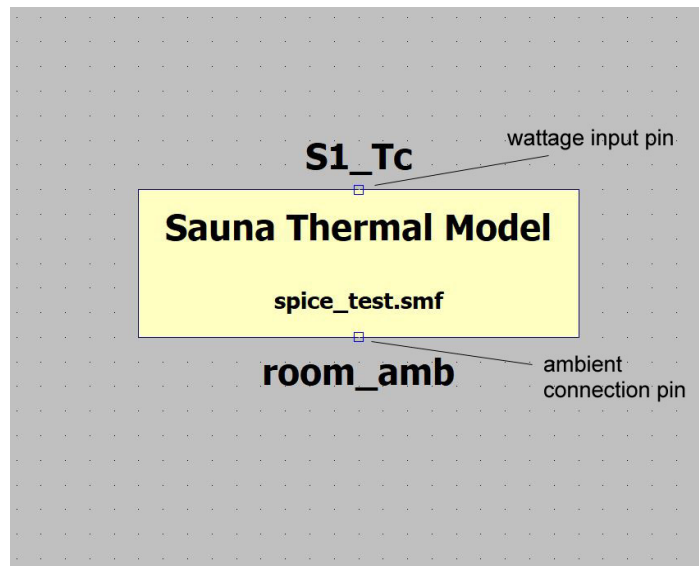 wattage input pin
S1_Tc
Sauna Thermal Model
spice_test.smf
room_amb
ambient
connection pin